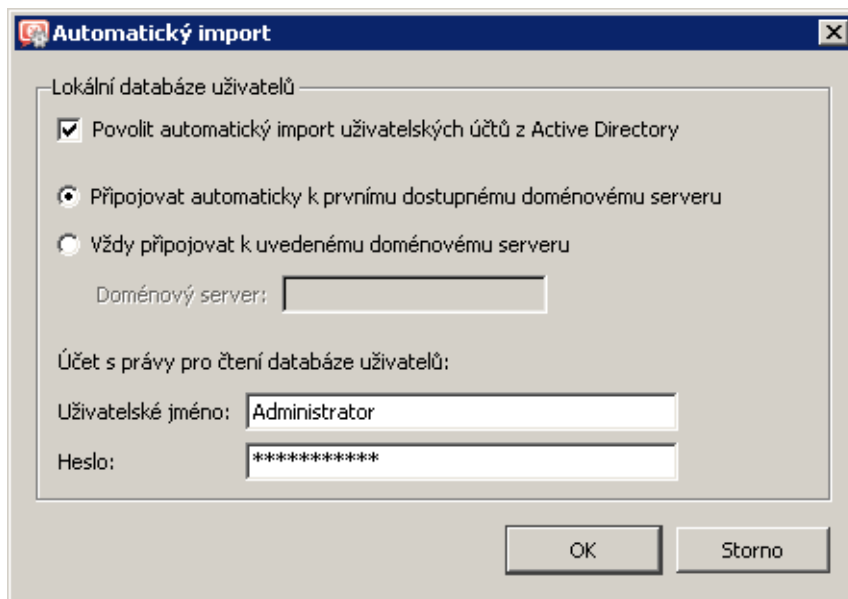 Automatický import
Lokální databáze uživatelů
Povolit automatický import uživatelských účtů z Active Directory
Připojovat automaticky k prvnímu dostupnému doménovému serveru
Vždy připojovat k uvedenému doménovému serveru
Doménový server:
Účet s právy pro čtení databáze uživatelů:
Uživatelské jméno: Administrator
Heslo: ***********
OK Storno